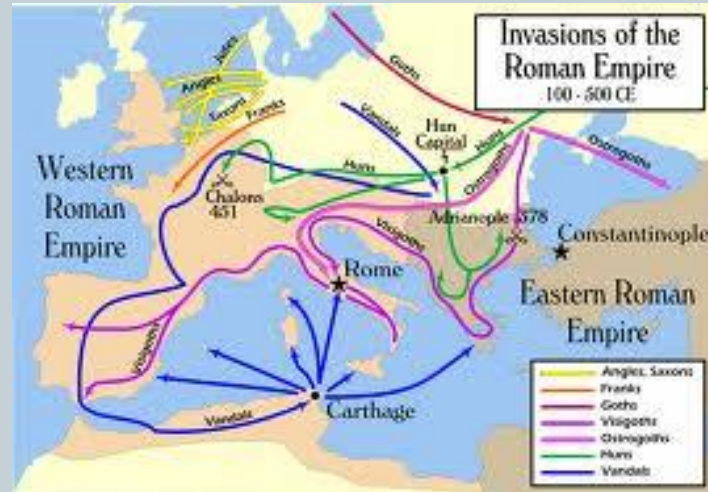 Invasions of the
Roman Empire
100 - 500 CE
Jutes
Angles
Saxons
Franks
Goths
Vandals
Hun
Capital
Huns
Huns
Ostrogoths
Ostrogoths
Western
Roman
Empire
Chalons
451
Visigoths
Adrianople 378
Constantinople
Rome
Eastern Roman
Empire
Visigoths
Vandals
Carthage
Angles, Saxons
Franks
Goths
Visigoths
Ostrogoths
Huns
Vandals